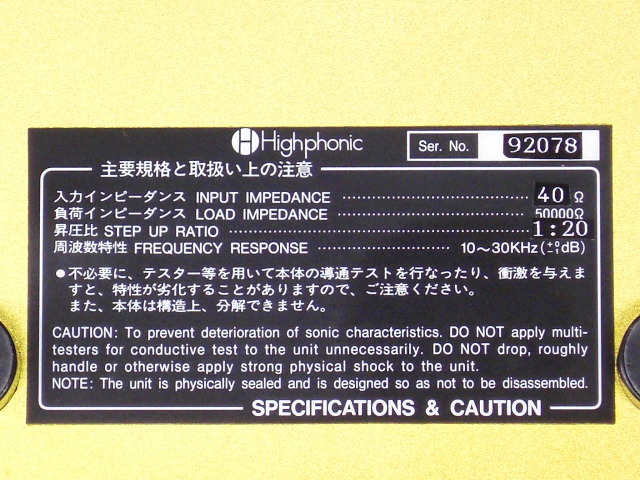 Highphonic
Ser. No. 92078
主要規格と取扱い上の注意
入力インピーダンス INPUT IMPEDANCE 40 Ω
負荷インピーダンス LOAD IMPEDANCE 50000Ω
昇圧比 STEP UP RATIO 1:20
周波数特性 FREQUENCY RESPONSE 10〜30KHz(+0 -1dB)
●不必要に、テスター等を用いて本体の導通テストを行なったり、衝激を与えま
すと、特性が劣化することがありますので、ご注意ください。
また、本体は構造上、分解できません。
CAUTION: To prevent deterioration of sonic characteristics. DO NOT apply multi-
testers for conductive test to the unit unnecessarily. DO NOT drop, roughly
handle or otherwise apply strong physical shock to the unit.
NOTE: The unit is physically sealed and is designed so as not to be disassembled.
SPECIFICATIONS & CAUTION